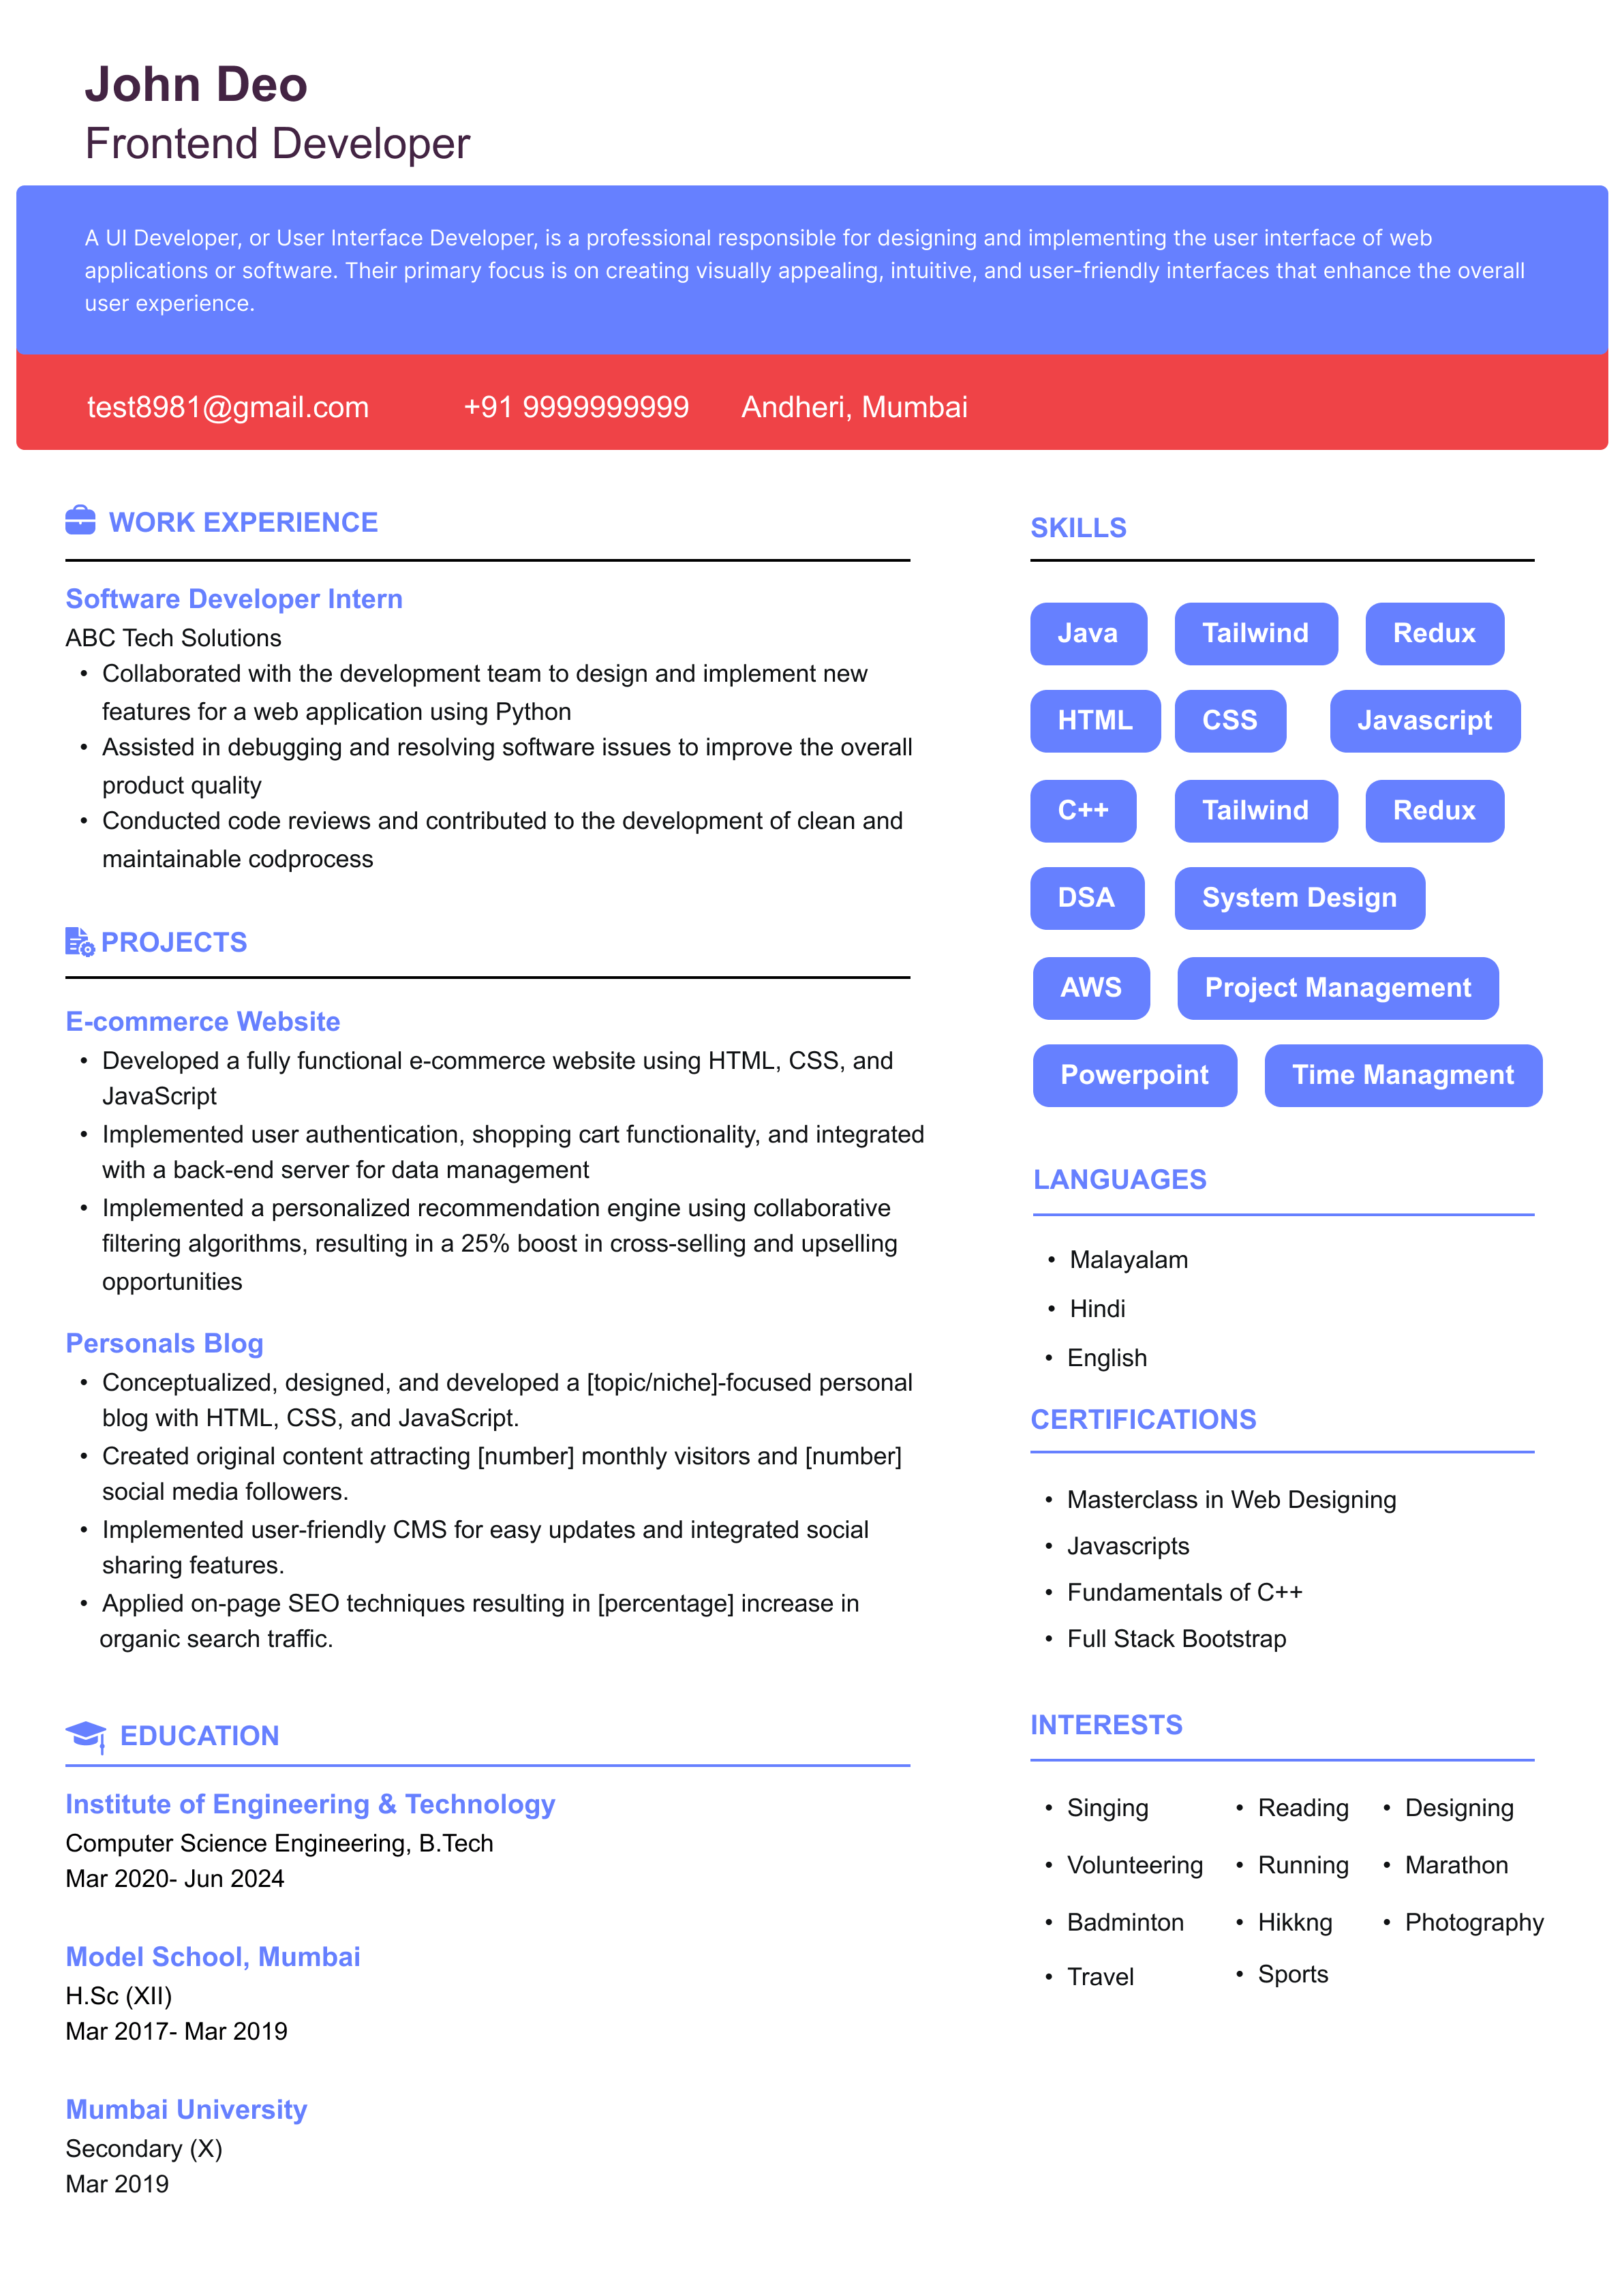 John Deo
Frontend Developer
A UI Developer, or User Interface Developer, is a professional responsible for designing and implementing the user interface of web
applications or software. Their primary focus is on creating visually appealing, intuitive, and user-friendly interfaces that enhance the overall
user experience.
test8981@gmail.com +91 9999999999 Andheri, Mumbai
WORK EXPERIENCE
Software Developer Intern
ABC Tech Solutions
• Collaborated with the development team to design and implement new
features for a web application using Python
• Assisted in debugging and resolving software issues to improve the overall
product quality
• Conducted code reviews and contributed to the development of clean and
maintainable codprocess
PROJECTS
E-commerce Website
• Developed a fully functional e-commerce website using HTML, CSS, and
JavaScript
• Implemented user authentication, shopping cart functionality, and integrated
with a back-end server for data management
• Implemented a personalized recommendation engine using collaborative
filtering algorithms, resulting in a 25% boost in cross-selling and upselling
opportunities
Personals Blog
• Conceptualized, designed, and developed a [topic/niche]-focused personal
blog with HTML, CSS, and JavaScript.
• Created original content attracting [number] monthly visitors and [number]
social media followers.
• Implemented user-friendly CMS for easy updates and integrated social
sharing features.
• Applied on-page SEO techniques resulting in [percentage] increase in
organic search traffic.
EDUCATION
Institute of Engineering & Technology
Computer Science Engineering, B.Tech
Mar 2020- Jun 2024
Model School, Mumbai
H.Sc (XII)
Mar 2017- Mar 2019
Mumbai University
Secondary (X)
Mar 2019
SKILLS
Java Tailwind Redux
HTML CSS Javascript
C++ Tailwind Redux
DSA System Design
AWS Project Management
Powerpoint Time Managment
LANGUAGES
• Malayalam
• Hindi
• English
CERTIFICATIONS
• Masterclass in Web Designing
• Javascripts
• Fundamentals of C++
• Full Stack Bootstrap
INTERESTS
• Singing • Reading • Designing
• Volunteering • Running • Marathon
• Badminton • Hikkng • Photography
• Travel • Sports